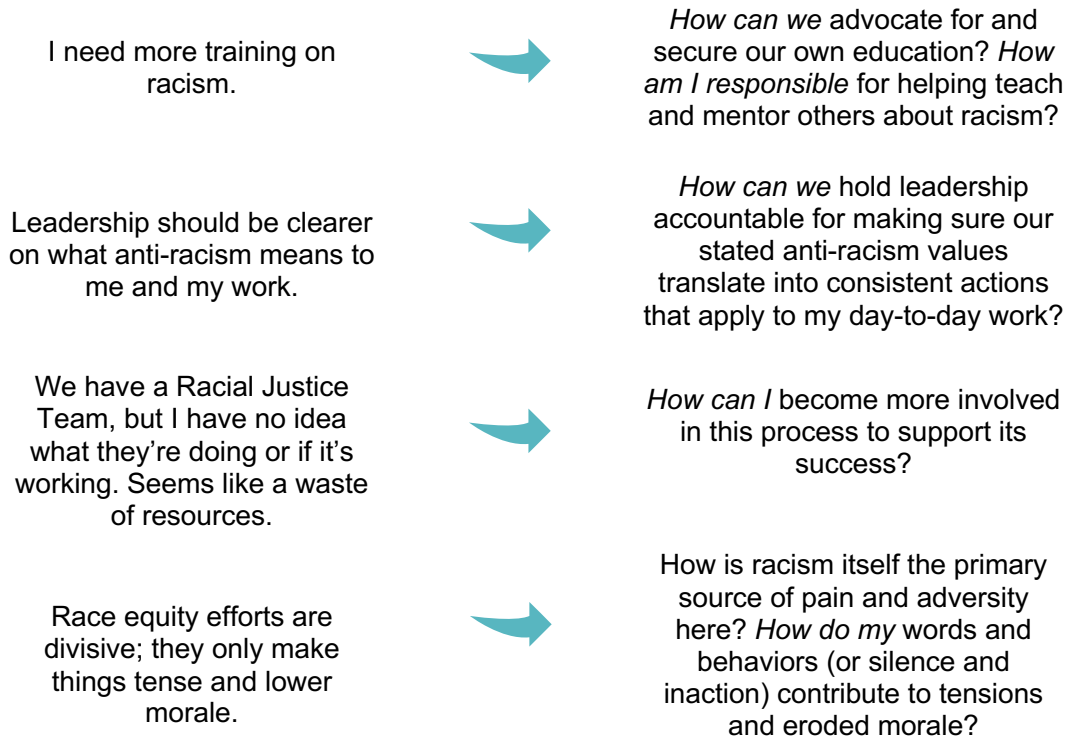 I need more training on
racism.
How can we advocate for and
secure our own education? How
am I responsible for helping teach
and mentor others about racism?
Leadership should be clearer
on what anti-racism means to
me and my work.
How can we hold leadership
accountable for making sure our
stated anti-racism values
translate into consistent actions
that apply to my day-to-day work?
We have a Racial Justice
Team, but I have no idea
what they’re doing or if it’s
working. Seems like a waste
of resources.
How can I become more involved
in this process to support its
success?
Race equity efforts are
divisive; they only make
things tense and lower
morale.
How is racism itself the primary
source of pain and adversity
here? How do my words and
behaviors (or silence and
inaction) contribute to tensions
and eroded morale?